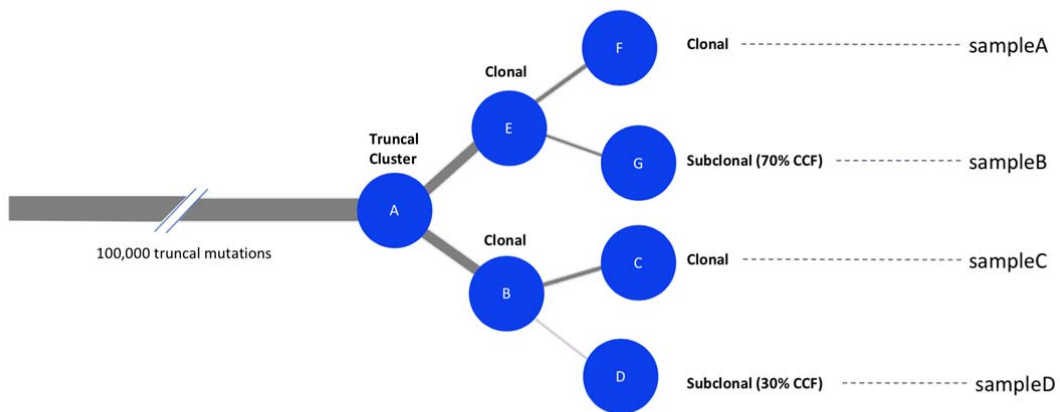 F
Clonal
sampleA
Clonal
E
Truncal
Cluster
G
Subclonal (70% CCF)
sampleB
A
100,000 truncal mutations
Clonal
B
C
Clonal
sampleC
D
Subclonal (30% CCF)
sampleD